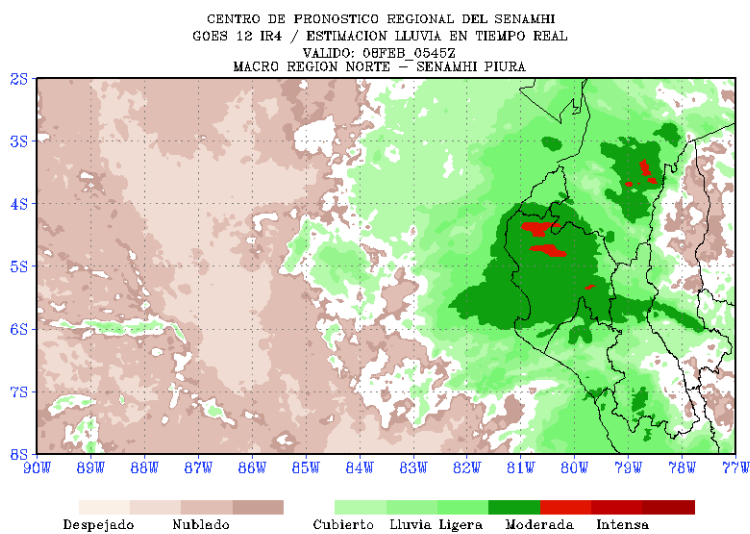 CENTRO DE PRONOSTICO REGIONAL DEL SENAMHI
GOES 12 IR4 / ESTIMACION LLUVIA EN TIEMPO REAL
VALIDO: 08FEB_0545Z
MACRO REGION NORTE - SENAMHI PIURA
2S
3S
4S
5S
6S
7S
8S
90W 89W 88W 87W 86W 85W 84W 83W 82W 81W 80W 79W 78W 77W
Despejado Nublado Cubierto Lluvia Ligera Moderada Intensa